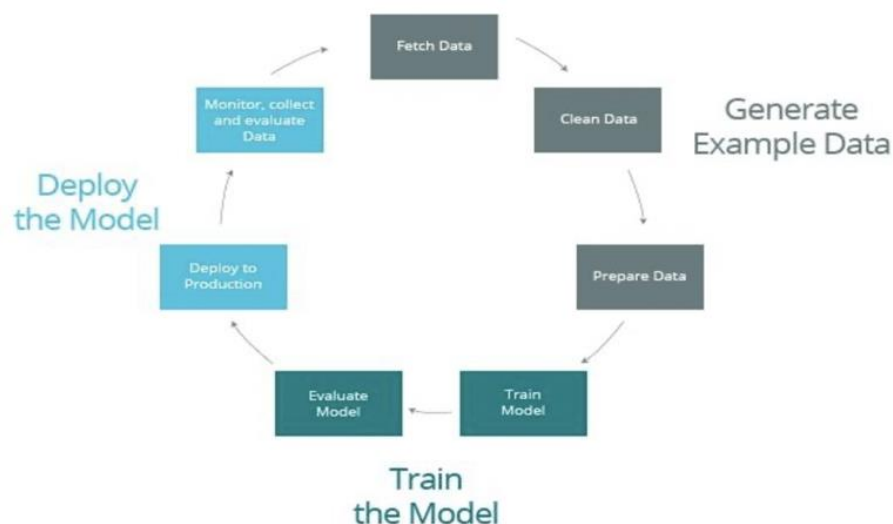 Fetch Data
Clean Data
Generate
Example Data
Prepare Data
Train
Model
Train
the Model
Evaluate
Model
Deploy to
Production
Deploy
the Model
Monitor, collect
and evaluate
Data